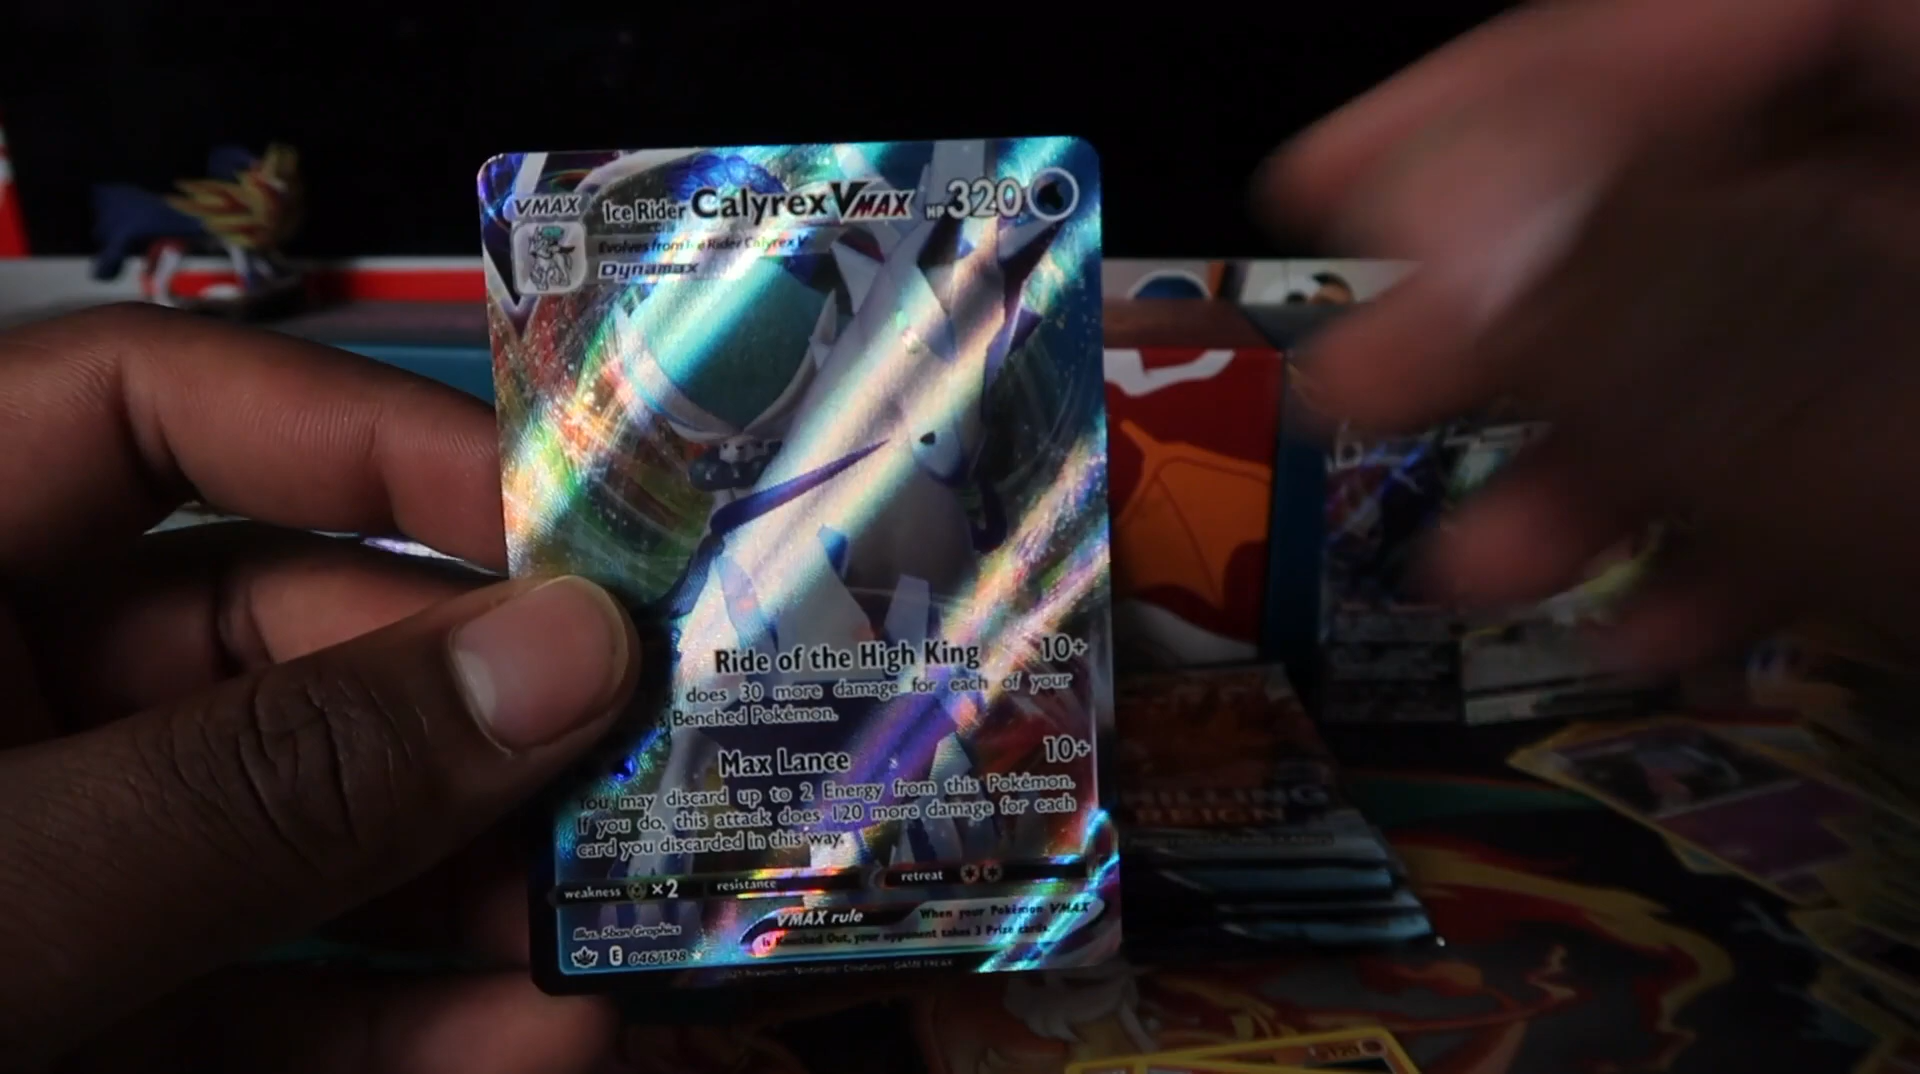 VMAX Ice Rider Calyrex VMAX HP 320
Evolves from Ice Rider Calyrex V
Dynamax
Ride of the High King 10+
does 30 more damage for each of your
Benched Pokémon.
Max Lance 10+
You may discard up to 2 Energy from this Pokémon.
If you do, this attack does 120 more damage for each
card you discarded in this way.
weakness ×2 resistance retreat
VMAX rule When your Pokémon VMAX
is Knocked Out, your opponent takes 3 Prize cards.
Illus. 5ban Graphics
E 046/198
REIGN